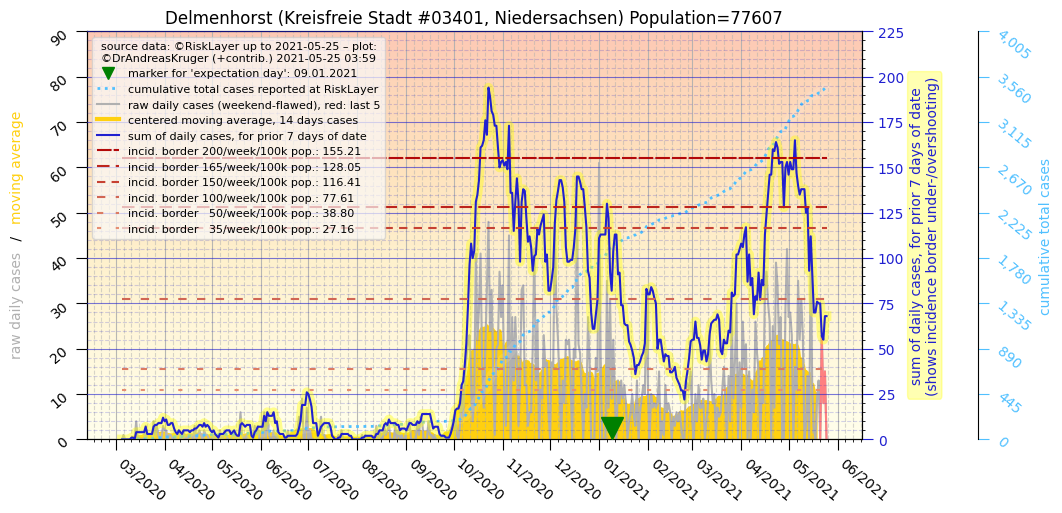 Delmenhorst (Kreisfreie Stadt #03401, Niedersachsen) Population=77607
source data: ©RiskLayer up to 2021-05-25 – plot:
©DrAndreasKruger (+contrib.) 2021-05-25 03:59
marker for 'expectation day': 09.01.2021
cumulative total cases reported at RiskLayer
raw daily cases (weekend-flawed), red: last 5
centered moving average, 14 days cases
sum of daily cases, for prior 7 days of date
incid. border 200/week/100k pop.: 155.21
incid. border 165/week/100k pop.: 128.05
incid. border 150/week/100k pop.: 116.41
incid. border 100/week/100k pop.: 77.61
incid. border   50/week/100k pop.: 38.80
incid. border   35/week/100k pop.: 27.16
raw daily cases  /  moving average
90
80
70
60
50
40
30
20
10
0
03/2020
04/2020
05/2020
06/2020
07/2020
08/2020
09/2020
10/2020
11/2020
12/2020
01/2021
02/2021
03/2021
04/2021
05/2021
06/2021
225
200
175
150
125
100
75
50
25
0
sum of daily cases, for prior 7 days of date
(shows incidence border under-/overshooting)
4,005
3,560
3,115
2,670
2,225
1,780
1,335
890
445
0
cumulative total cases